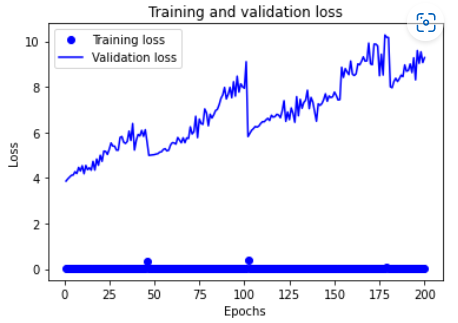 Training and validation loss
Training loss
Validation loss
Loss
10
8
6
4
2
0
0 25 50 75 100 125 150 175 200
Epochs